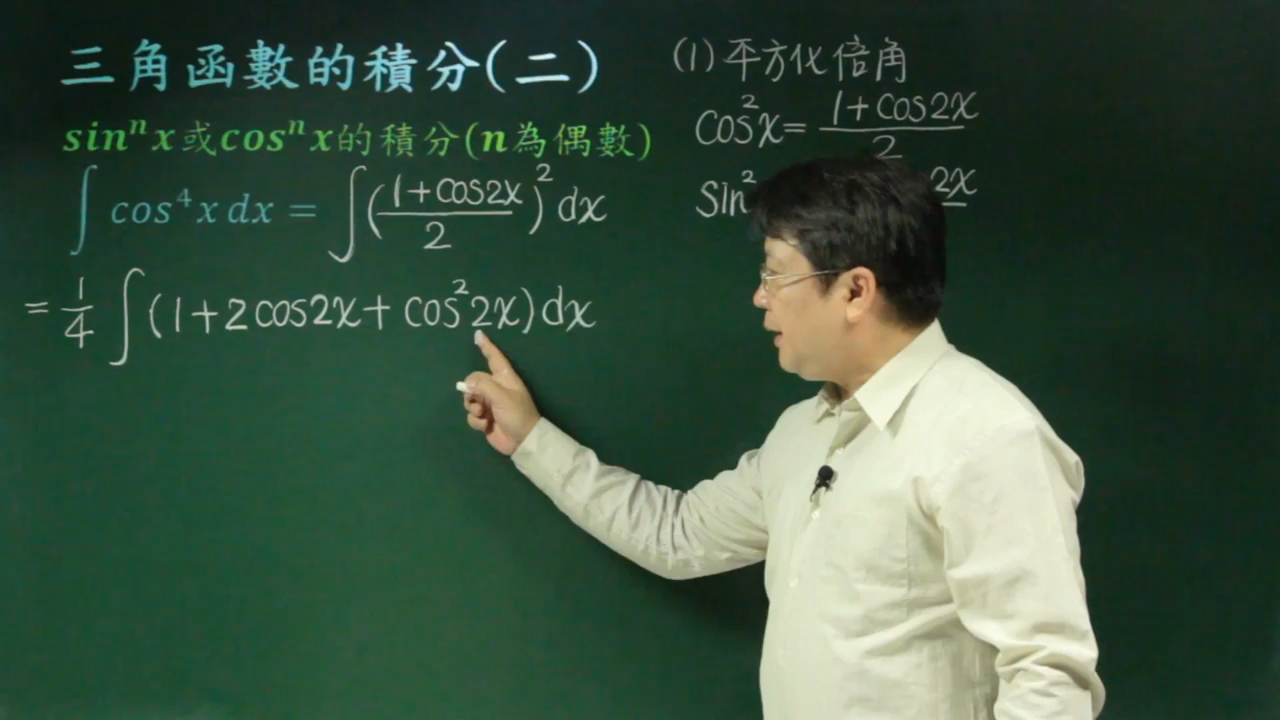 三角函數的積分(二)
sinⁿx或cosⁿx的積分(n為偶數)
∫ cos⁴x dx = ∫((1+cos2x)/2)² dx
= 1/4 ∫(1+2cos2x+cos²2x)dx
(1)平方化倍角
cos²x = (1+cos2x)/2
sin² 2x